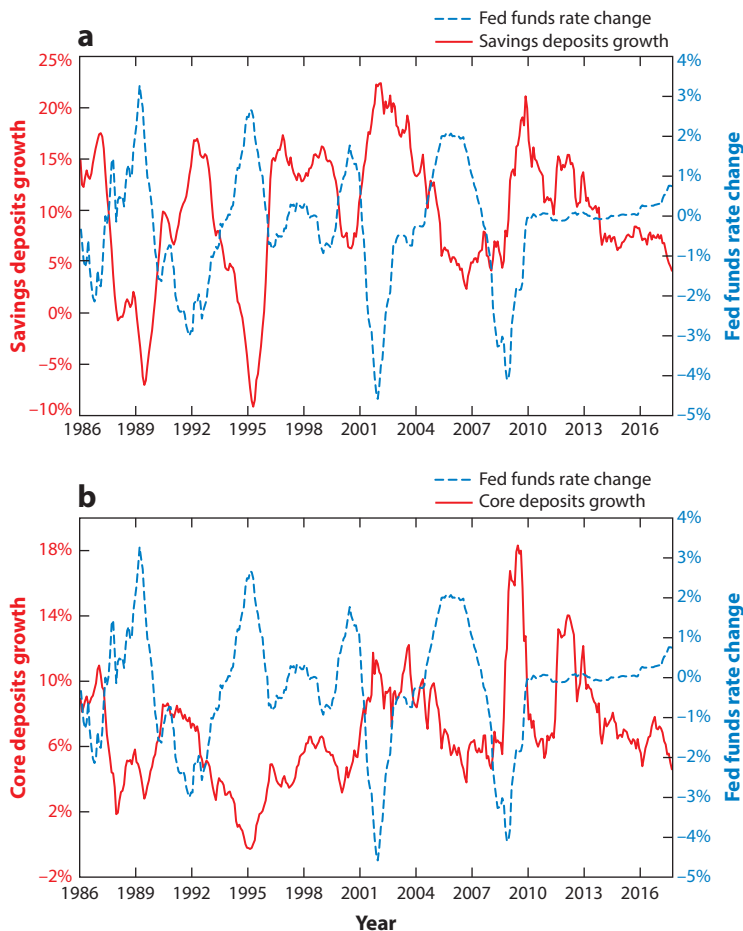 a
Fed funds rate change
Savings deposits growth
25%
20%
15%
10%
5%
0%
−5%
−10%
Savings deposits growth
4%
3%
2%
1%
0%
−1%
−2%
−3%
−4%
−5%
Fed funds rate change
1986 1989 1992 1995 1998 2001 2004 2007 2010 2013 2016
b
Fed funds rate change
Core deposits growth
18%
14%
10%
6%
2%
−2%
Core deposits growth
4%
3%
2%
1%
0%
−1%
−2%
−3%
−4%
−5%
Fed funds rate change
1986 1989 1992 1995 1998 2001 2004 2007 2010 2013 2016
Year